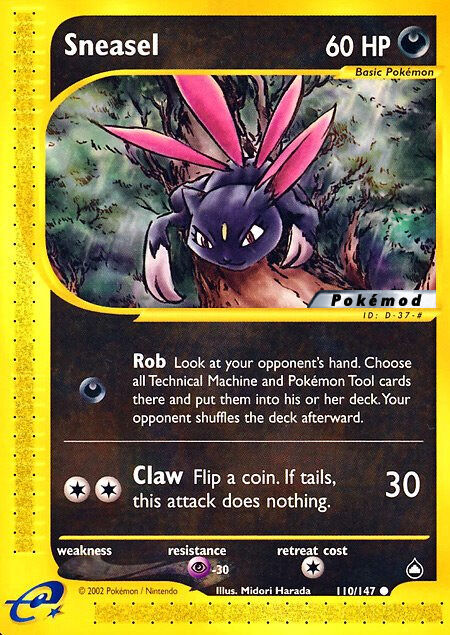 Sneasel 60 HP
Basic Pokémon
Pokémod
ID: D-37-#
Rob Look at your opponent's hand. Choose
all Technical Machine and Pokémon Tool cards
there and put them into his or her deck. Your
opponent shuffles the deck afterward.
Claw Flip a coin. If tails, 30
this attack does nothing.
weakness resistance retreat cost
-30
© 2002 Pokémon / Nintendo Illus. Midori Harada 110/147
e